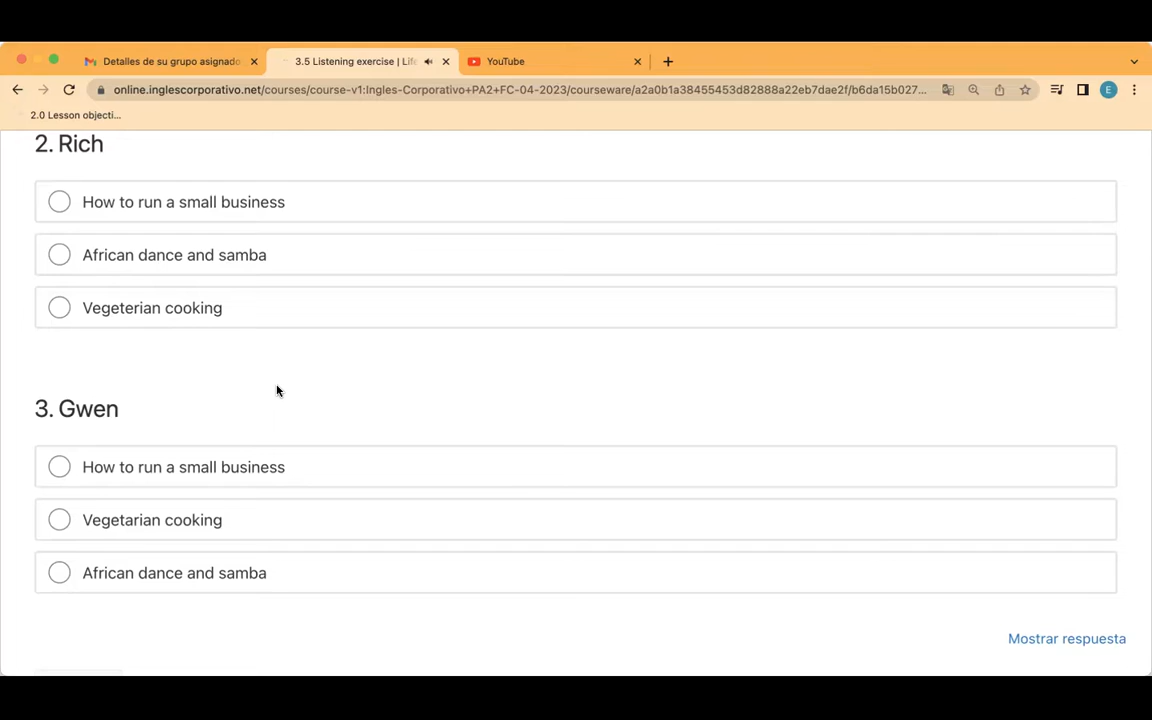 Detalles de su grupo asignado
3.5 Listening exercise | Life
YouTube
online.inglescorporativo.net/courses/course-v1:Ingles-Corporativo+PA2+FC-04-2023/courseware/a2a0b1a38455453d82888a22eb7dae2f/b6da15b027...
E
2.0 Lesson objecti...
2. Rich
How to run a small business
African dance and samba
Vegeterian cooking
3. Gwen
How to run a small business
Vegetarian cooking
African dance and samba
Mostrar respuesta